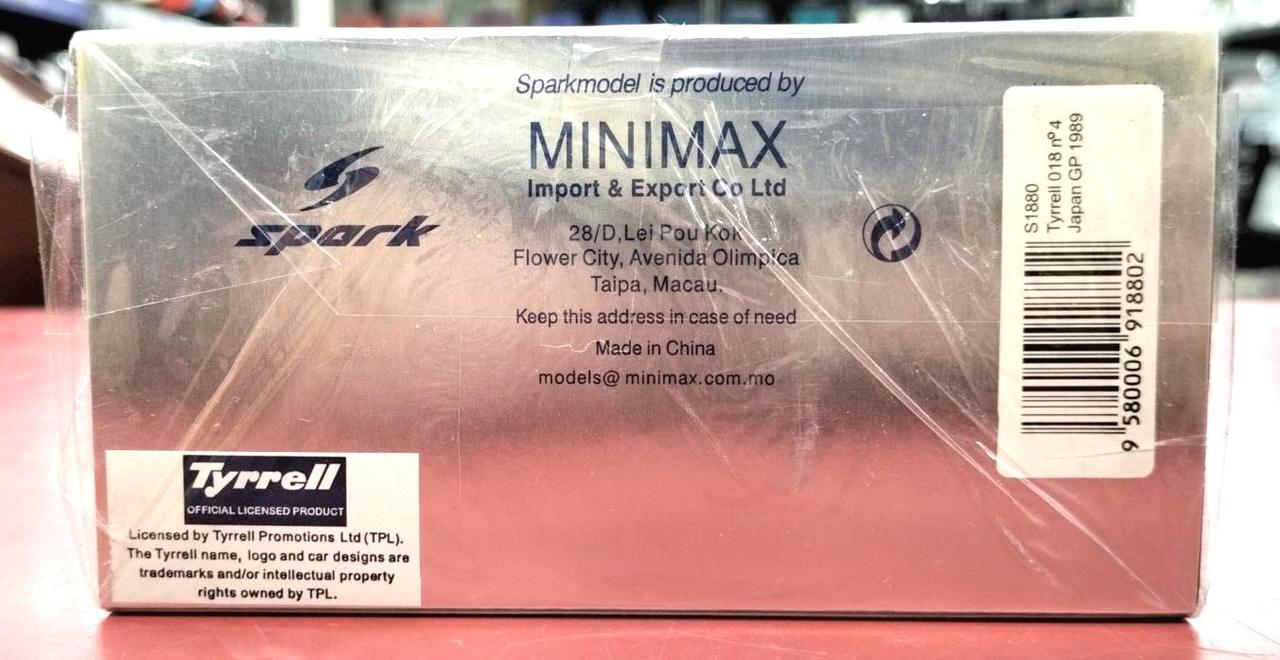 Sparkmodel is produced by
MINIMAX
Import & Export Co Ltd
28/D,Lei Pou Kok
Flower City, Avenida Olimpica
Taipa, Macau.
Keep this address in case of need
Made in China
models@ minimax.com.mo
spark
S1880
Tyrrell 018 nº4
Japan GP 1989
9 580006 918802
Tyrrell
OFFICIAL LICENSED PRODUCT
Licensed by Tyrrell Promotions Ltd (TPL).
The Tyrrell name, logo and car designs are
trademarks and/or intellectual property
rights owned by TPL.